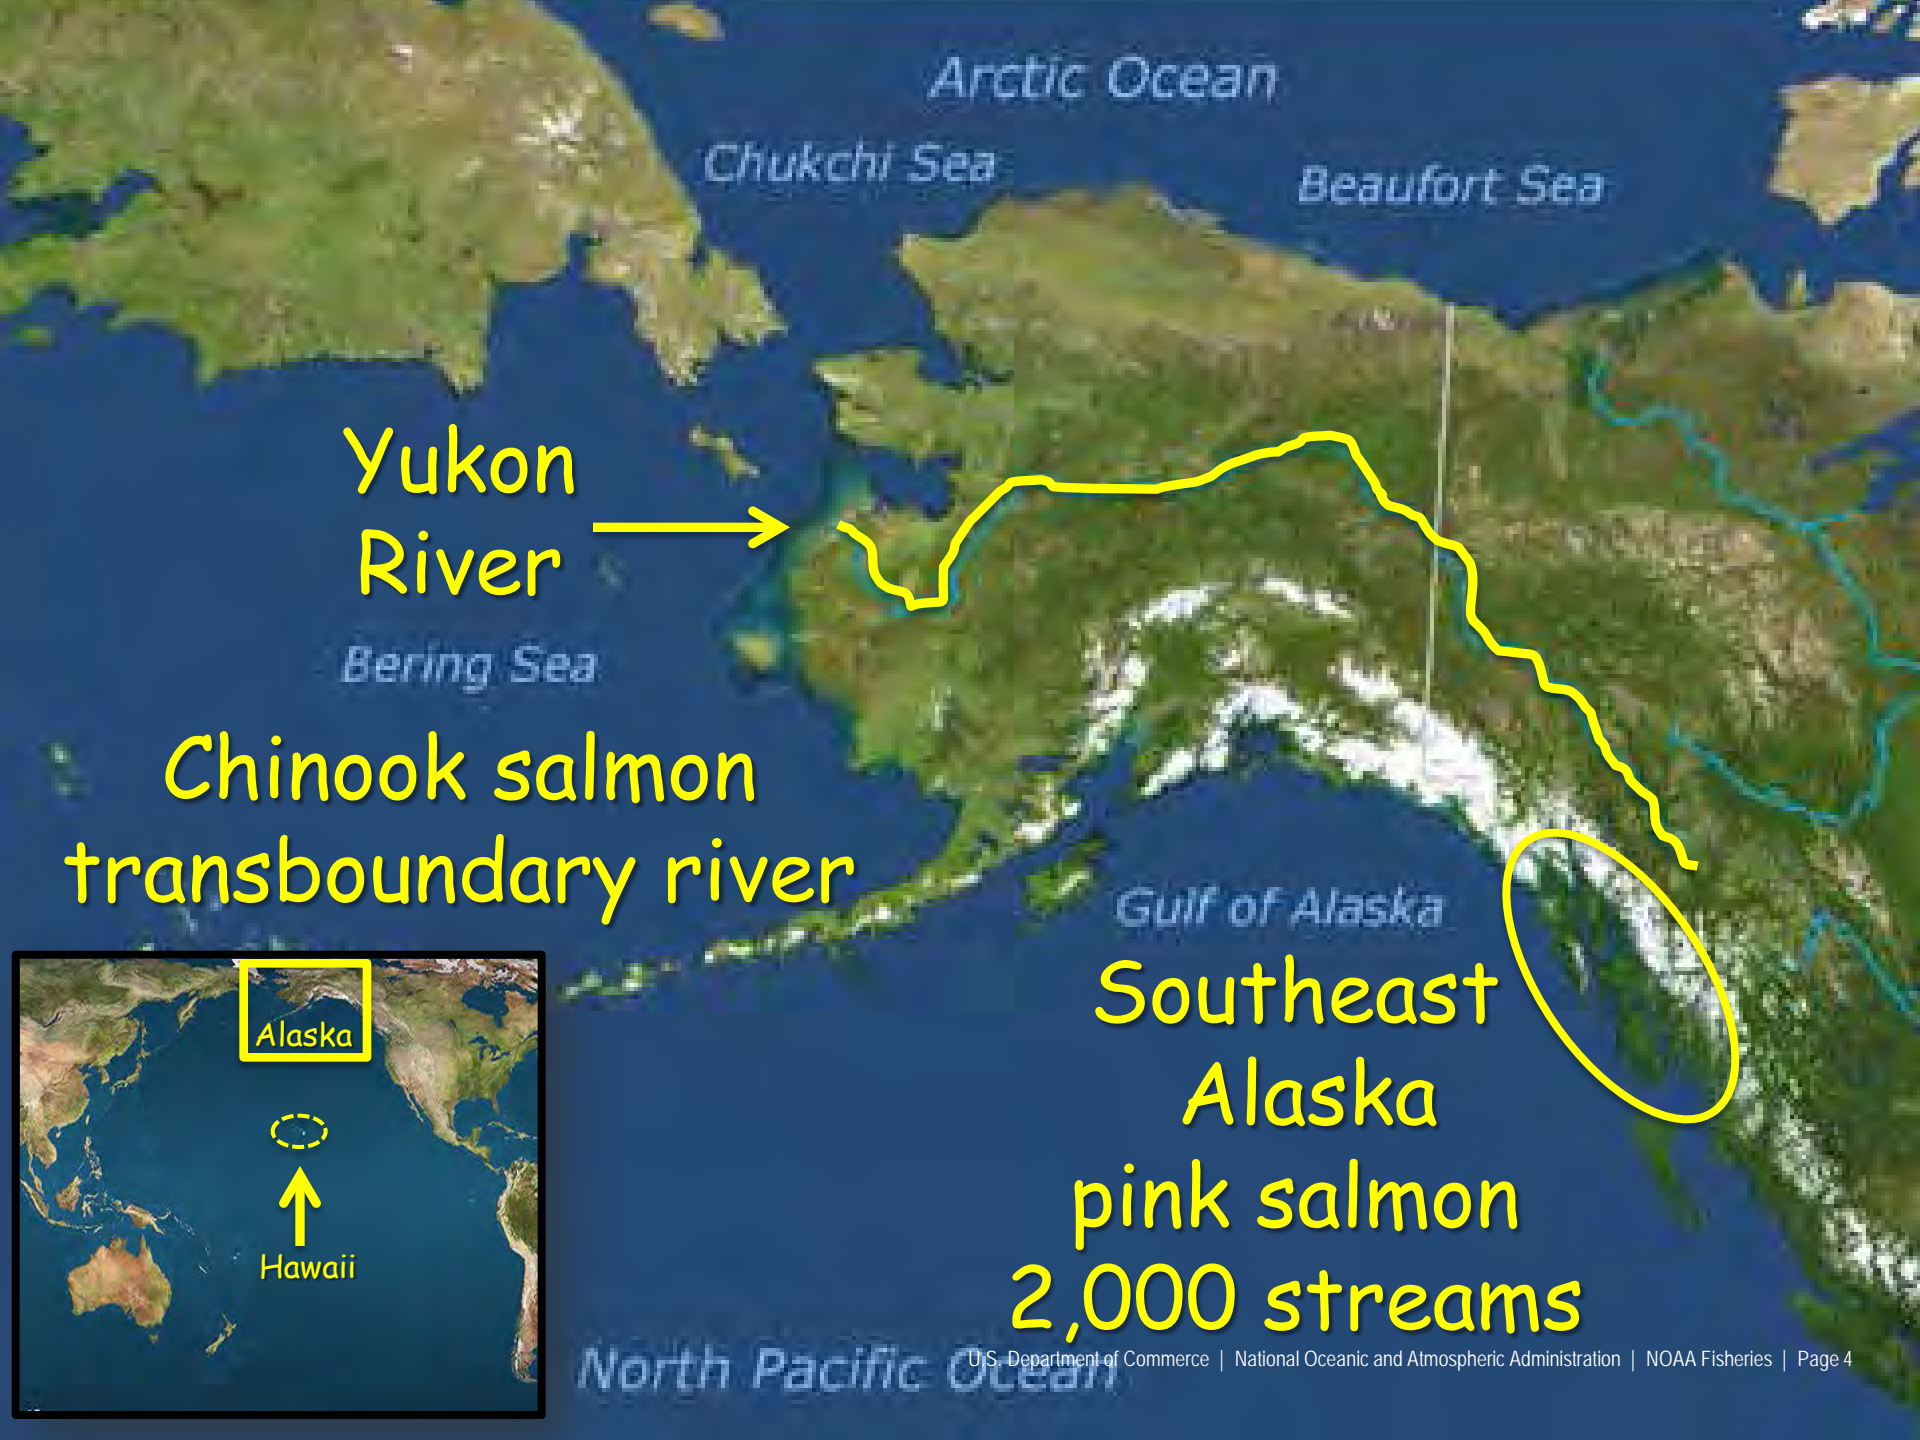 Arctic Ocean
Chukchi Sea
Beaufort Sea
Yukon
River
Bering Sea
Chinook salmon
transboundary river
Gulf of Alaska
Southeast
Alaska
pink salmon
2,000 streams
Alaska
Hawaii
North Pacific Ocean
U.S. Department of Commerce | National Oceanic and Atmospheric Administration | NOAA Fisheries | Page 4